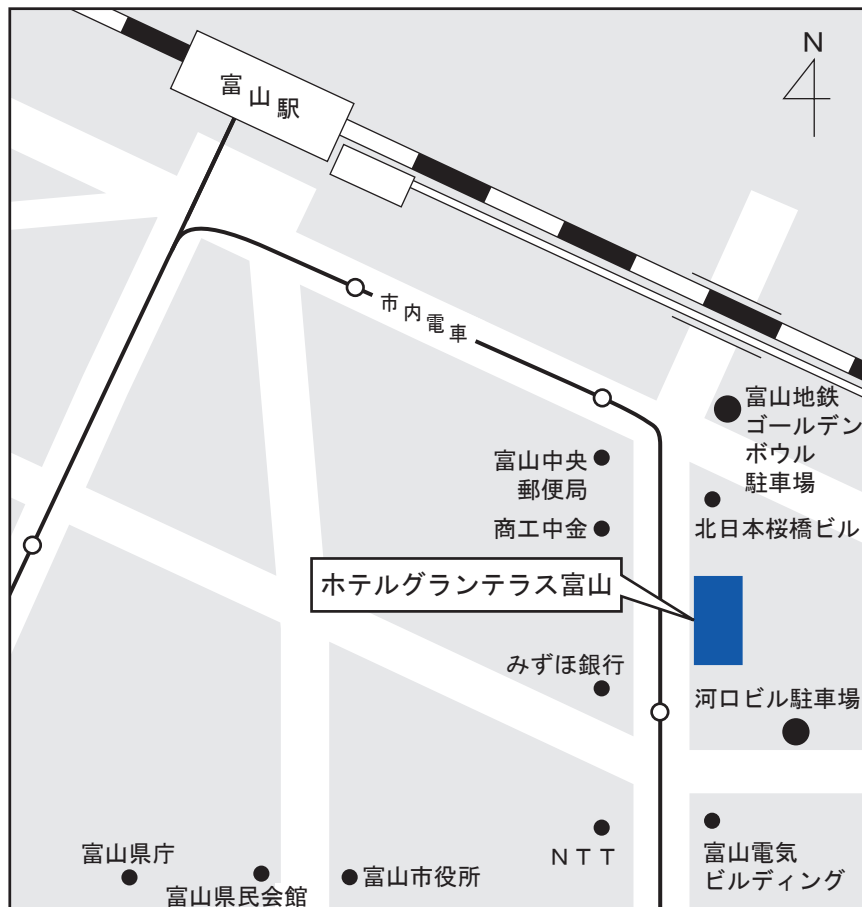 N
富山駅
市内電車
富山地鉄
ゴールデン
ボウル
駐車場
富山中央
郵便局
商工中金
北日本桜橋ビル
ホテルグランテラス富山
みずほ銀行
河口ビル駐車場
NTT
富山電気
ビルディング
富山県庁
富山県民会館
富山市役所